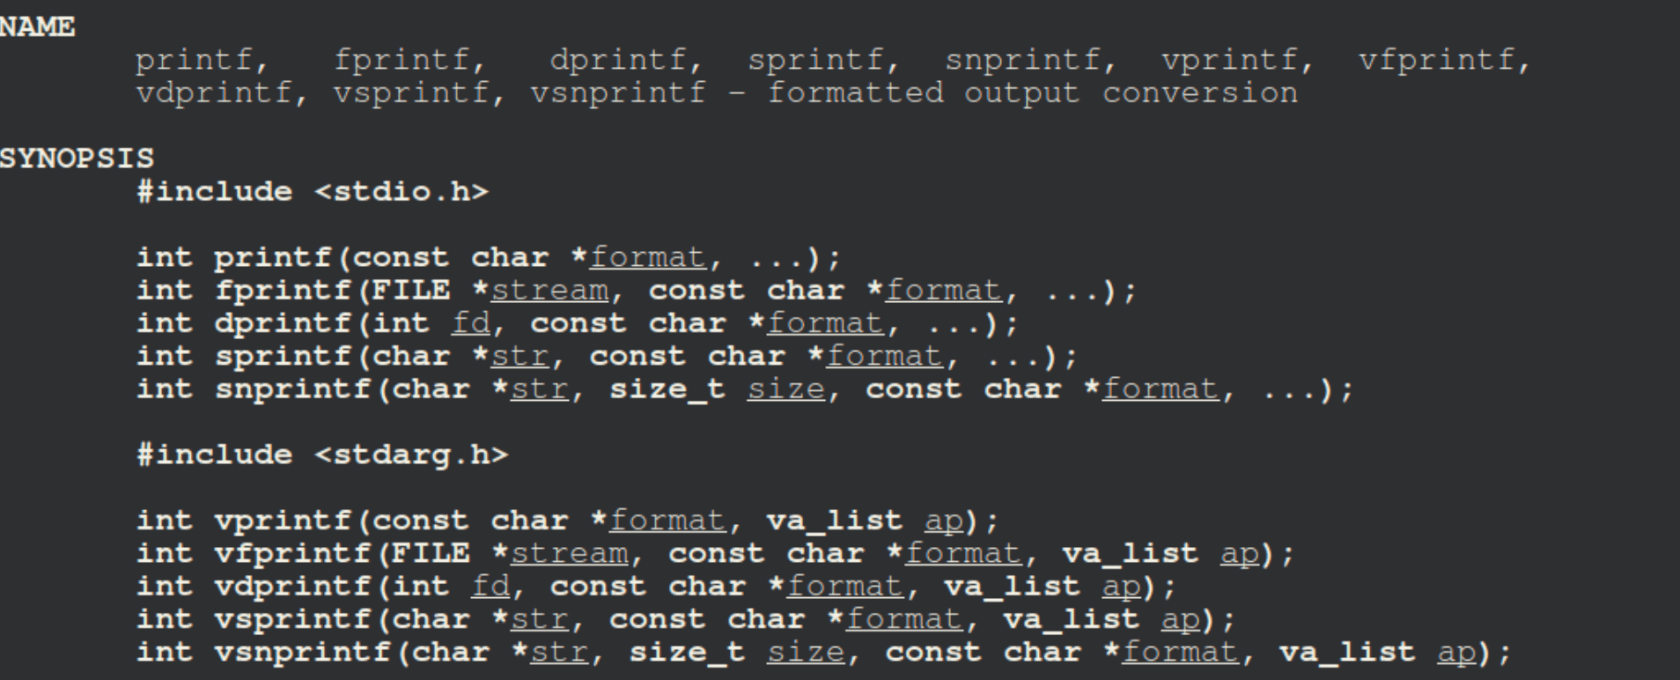 NAME
printf, fprintf, dprintf, sprintf, snprintf, vprintf, vfprintf,
vdprintf, vsprintf, vsnprintf - formatted output conversion
SYNOPSIS
#include <stdio.h>
int printf(const char *format, ...);
int fprintf(FILE *stream, const char *format, ...);
int dprintf(int fd, const char *format, ...);
int sprintf(char *str, const char *format, ...);
int snprintf(char *str, size_t size, const char *format, ...);
#include <stdarg.h>
int vprintf(const char *format, va_list ap);
int vfprintf(FILE *stream, const char *format, va_list ap);
int vdprintf(int fd, const char *format, va_list ap);
int vsprintf(char *str, const char *format, va_list ap);
int vsnprintf(char *str, size_t size, const char *format, va_list ap);